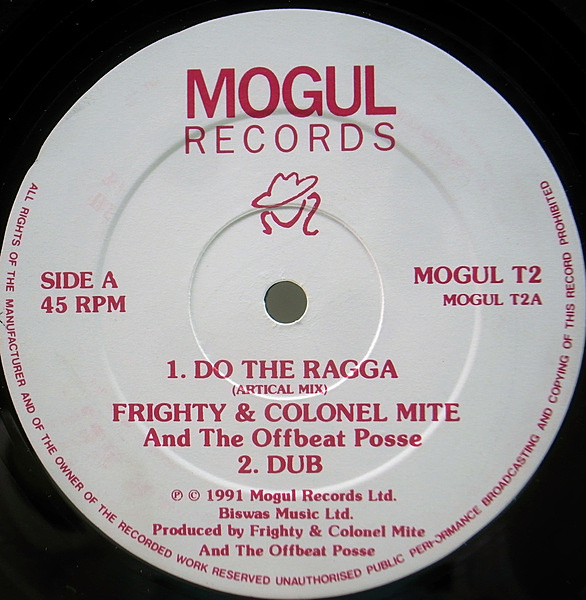 MOGUL
RECORDS
SIDE A
45 RPM
MOGUL T2
MOGUL T2A
1. DO THE RAGGA
(ARTICAL MIX)
FRIGHTY & COLONEL MITE
And The Offbeat Posse
2. DUB
℗ © 1991 Mogul Records Ltd.
Biswas Music Ltd.
Produced by Frighty & Colonel Mite
And The Offbeat Posse
ALL RIGHTS OF THE MANUFACTURER AND OF THE OWNER OF THE RECORDED WORK RESERVED UNAUTHORISED PUBLIC PERFORMANCE BROADCASTING AND COPYING OF THIS RECORD PROHIBITED